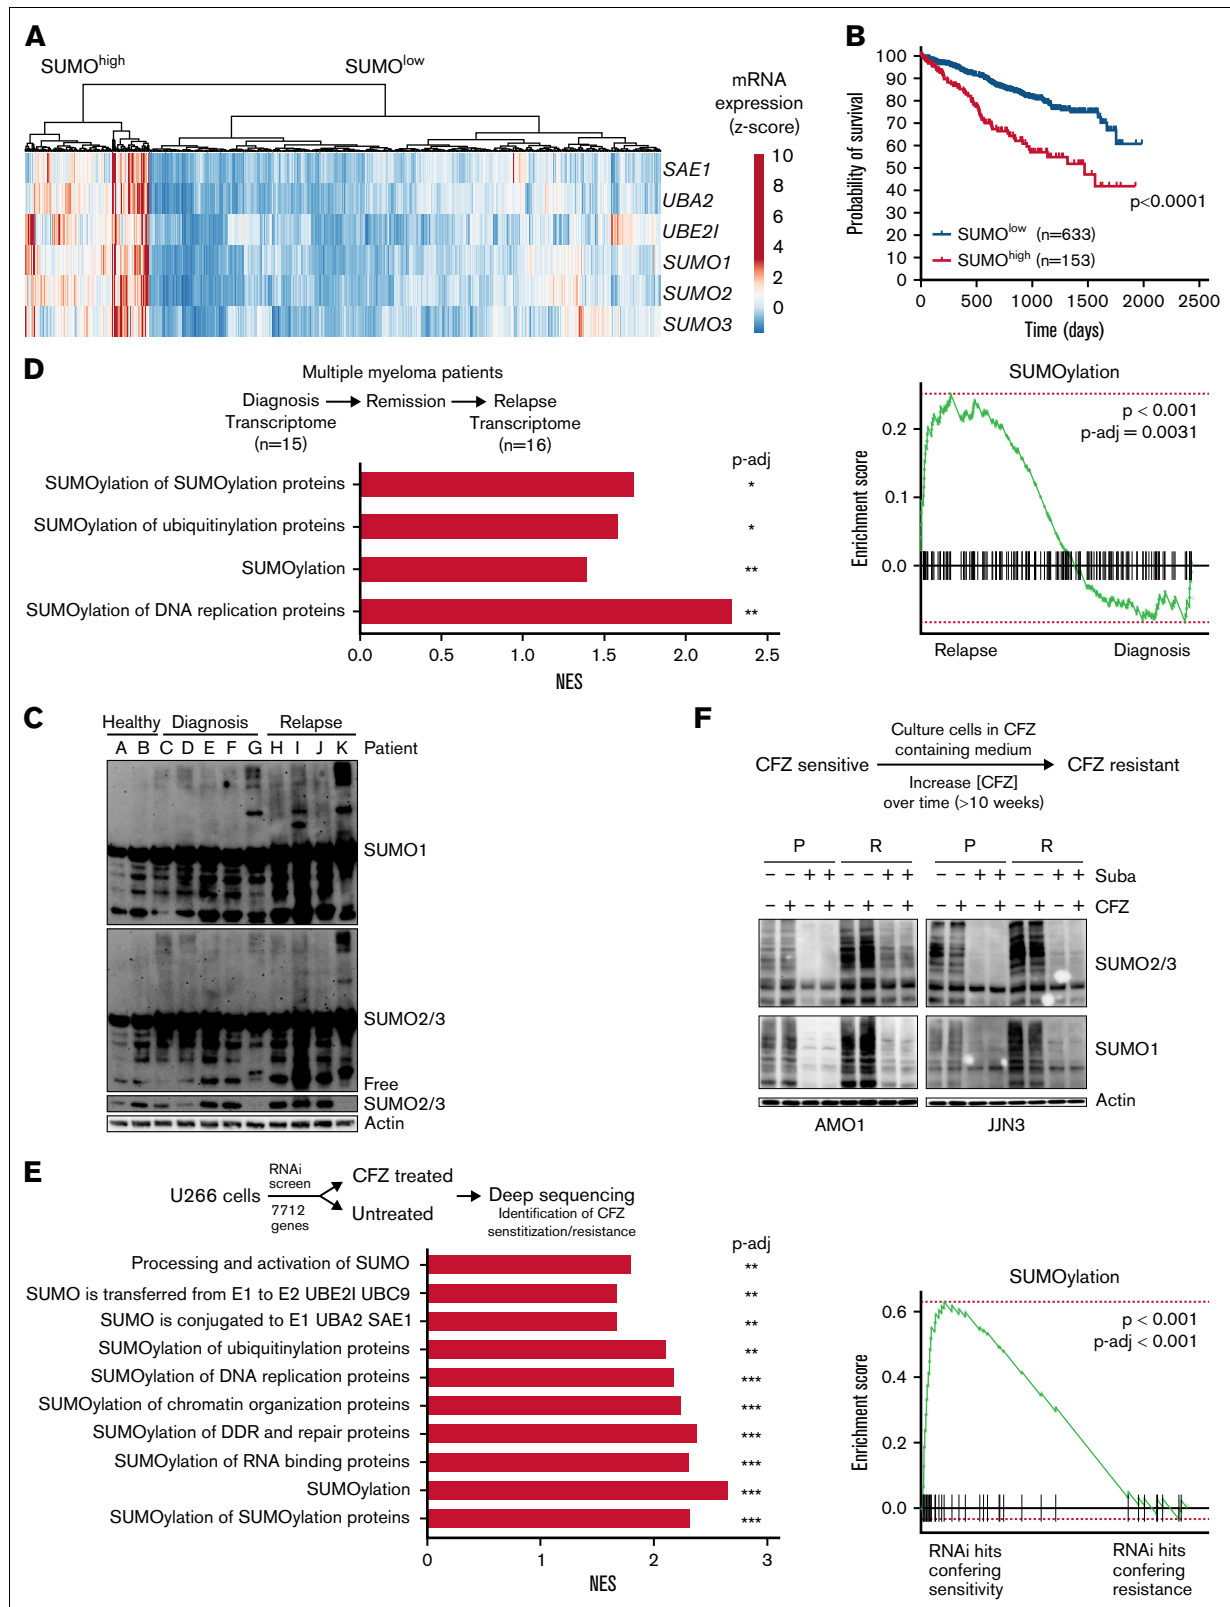 A
SUMOhigh
SUMOlow
mRNA
expression
(z-score)
10
8
6
4
2
0
SAE1
UBA2
UBE2I
SUMO1
SUMO2
SUMO3
B
Probability of survival
100
90
80
70
60
50
40
30
20
10
0
p<0.0001
SUMOlow (n=633)
SUMOhigh (n=153)
0 500 1000 1500 2000 2500
Time (days)
D
Multiple myeloma patients
Diagnosis Remission Relapse
Transcriptome Transcriptome
(n=15) (n=16)
p-adj
SUMOylation of SUMOylation proteins *
SUMOylation of ubiquitinylation proteins *
SUMOylation **
SUMOylation of DNA replication proteins **
0.0 0.5 1.0 1.5 2.0 2.5
NES
SUMOylation
p < 0.001
p-adj = 0.0031
Enrichment score
0.2
0.1
0.0
Relapse Diagnosis
C
Healthy Diagnosis Relapse
A B C D E F G H I J K Patient
SUMO1
SUMO2/3
Free
SUMO2/3
Actin
F
CFZ sensitive
Culture cells in CFZ
containing medium
Increase [CFZ]
over time (>10 weeks)
CFZ resistant
P R P R
− − + + − − + + − − + + − − + + Suba
− + − + − + − + − + − + − + − + CFZ
SUMO2/3
SUMO1
Actin
AMO1 JJN3
E
U266 cells
RNAi
screen
7712
genes
CFZ treated
Untreated
Deep sequencing
Identification of CFZ
senstitization/resistance
p-adj
Processing and activation of SUMO **
SUMO is transferred from E1 to E2 UBE2I UBC9 **
SUMO is conjugated to E1 UBA2 SAE1 **
SUMOylation of ubiquitinylation proteins **
SUMOylation of DNA replication proteins ***
SUMOylation of chromatin organization proteins ***
SUMOylation of DDR and repair proteins ***
SUMOylation of RNA binding proteins ***
SUMOylation ***
SUMOylation of SUMOylation proteins ***
0 1 2 3
NES
SUMOylation
p < 0.001
p-adj < 0.001
Enrichment score
0.6
0.4
0.2
0.0
RNAi hits
confering
sensitivity
RNAi hits
confering
resistance